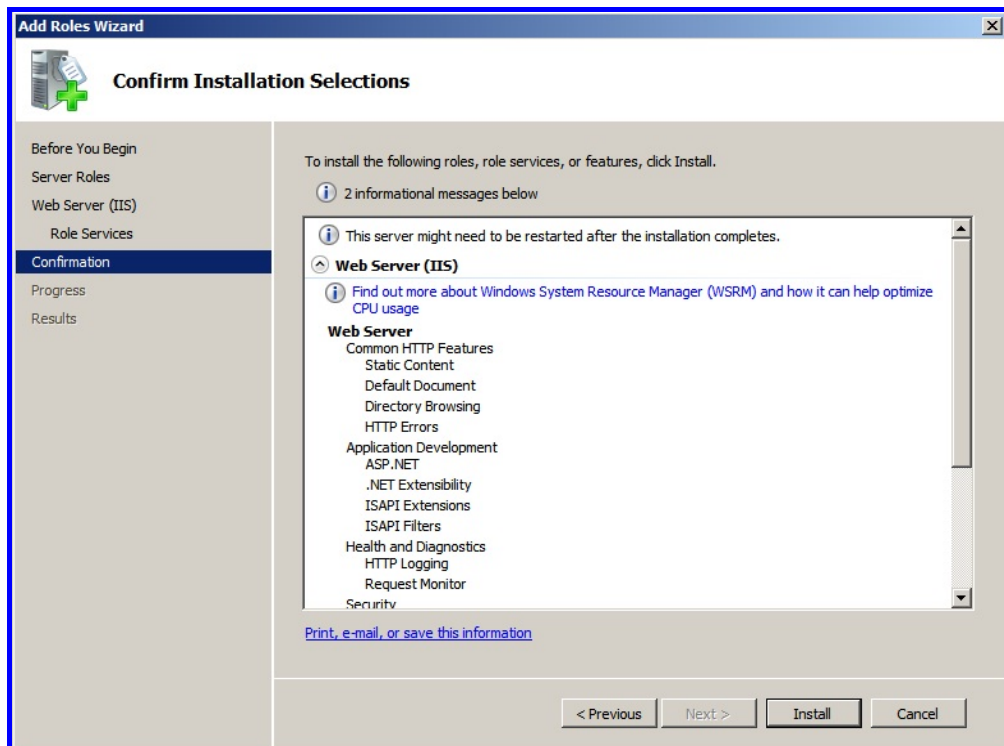 Add Roles Wizard
Confirm Installation Selections
Before You Begin
Server Roles
Web Server (IIS)
Role Services
Confirmation
Progress
Results
To install the following roles, role services, or features, click Install.
2 informational messages below
This server might need to be restarted after the installation completes.
Web Server (IIS)
Find out more about Windows System Resource Manager (WSRM) and how it can help optimize
CPU usage
Web Server
Common HTTP Features
Static Content
Default Document
Directory Browsing
HTTP Errors
Application Development
ASP.NET
.NET Extensibility
ISAPI Extensions
ISAPI Filters
Health and Diagnostics
HTTP Logging
Request Monitor
Security
Print, e-mail, or save this information
< Previous
Next >
Install
Cancel